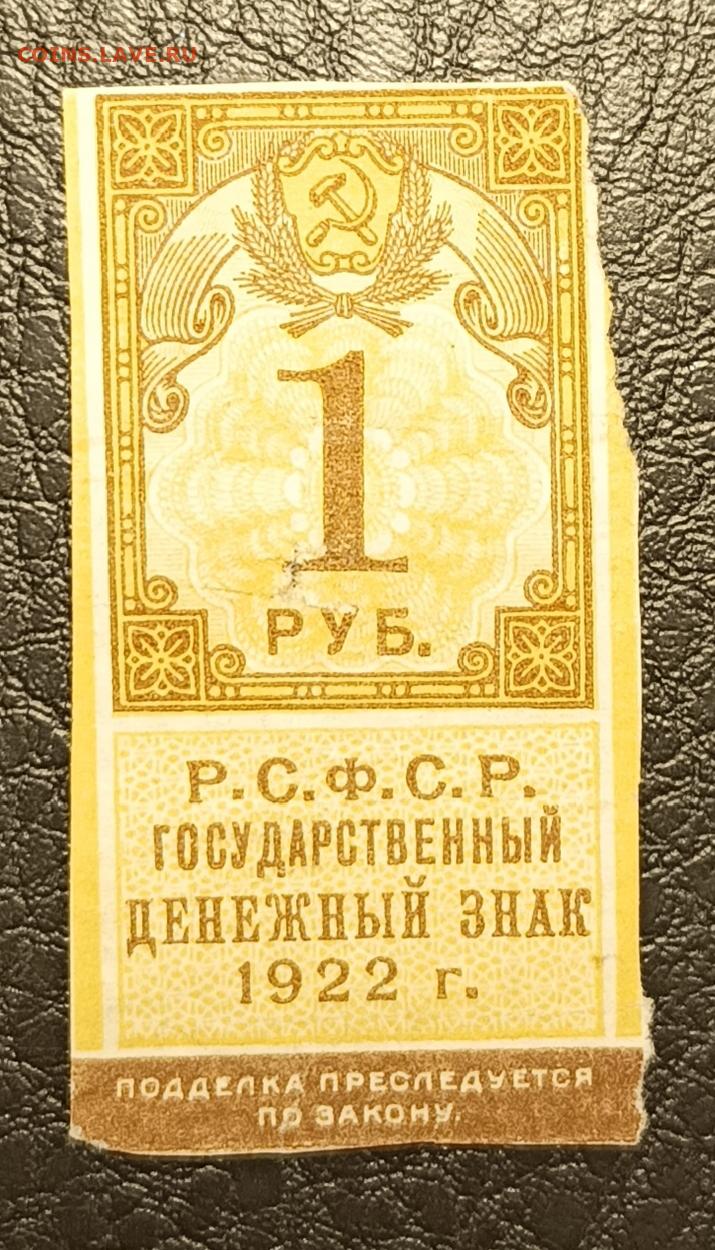 COINS.LAVE.RU
1
РУБ.
Р.С.Ф.С.Р.
ГОСУДАРСТВЕННЫЙ
ДЕНЕЖНЫЙ ЗНАК
1922 г.
ПОДДЕЛКА ПРЕСЛЕДУЕТСЯ
ПО ЗАКОНУ.